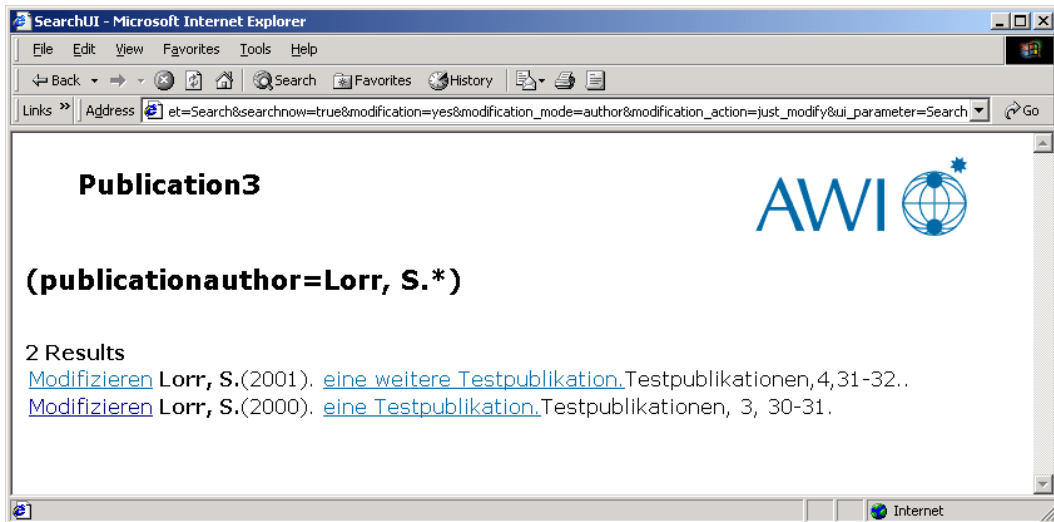 SearchUI - Microsoft Internet Explorer
File Edit View Favorites Tools Help
Back Search Favorites History
Links » Address et=Search&searchnow=true&modification=yes&modification_mode=author&modification_action=just_modify&ui_parameter=Search Go
Publication3
AWI
(publicationauthor=Lorr, S.*)
2 Results
Modifizieren Lorr, S.(2001). eine weitere Testpublikation.Testpublikationen,4,31-32..
Modifizieren Lorr, S.(2000). eine Testpublikation.Testpublikationen, 3, 30-31.
Internet